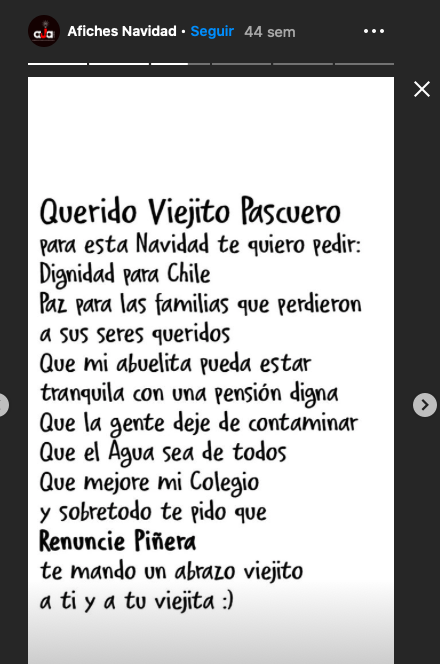 Afiches Navidad • Seguir 44 sem
Querido Viejito Pascuero
para esta Navidad te quiero pedir:
Dignidad para Chile
Paz para las familias que perdieron
a sus seres queridos
Que mi abuelita pueda estar
tranquila con una pensión digna
Que la gente deje de contaminar
Que el Agua sea de todos
Que mejore mi Colegio
y sobretodo te pido que
Renuncie Piñera
te mando un abrazo viejito
a ti y a tu viejita :)